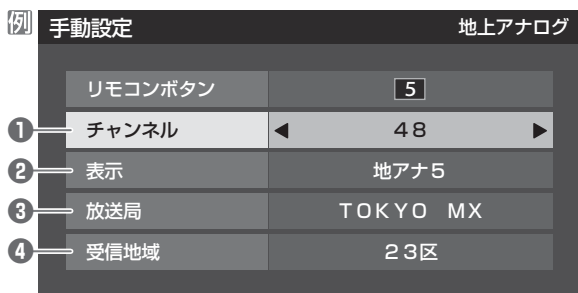 例
手動設定 地上アナログ
リモコンボタン 5
❶ チャンネル ◀ 48 ▶
❷ 表示 地アナ5
❸ 放送局 TOKYO MX
❹ 受信地域 23区